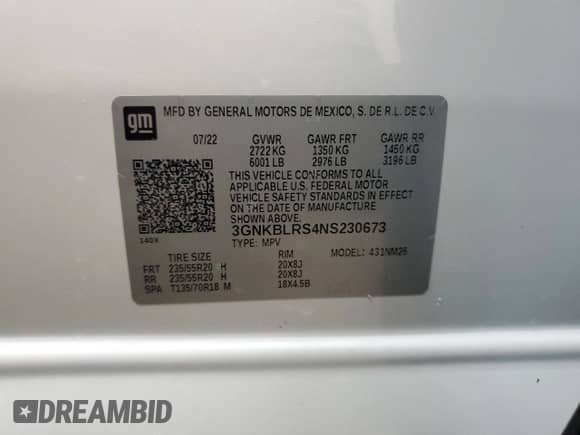 gm
MFD BY GENERAL MOTORS DE MEXICO, S. DE R.L. DE C.V.
07/22 GVWR GAWR FRT GAWR RR
2722 KG 1350 KG 1450 KG
6001 LB 2976 LB 3196 LB
THIS VEHICLE CONFORMS TO ALL
APPLICABLE U.S. FEDERAL MOTOR
VEHICLE SAFETY STANDARDS IN EFFECT
ON THE DATE OF MANUFACTURE
SHOWN ABOVE.
3GNKBLRS4NS230673
TYPE: MPV MODEL: 431NM26
140X
TIRE SIZE RIM
FRT 235/55R20 H 20X8J
RR 235/55R20 H 20X8J
SPA T135/70R18 M 18X4.5B
DREAMBID